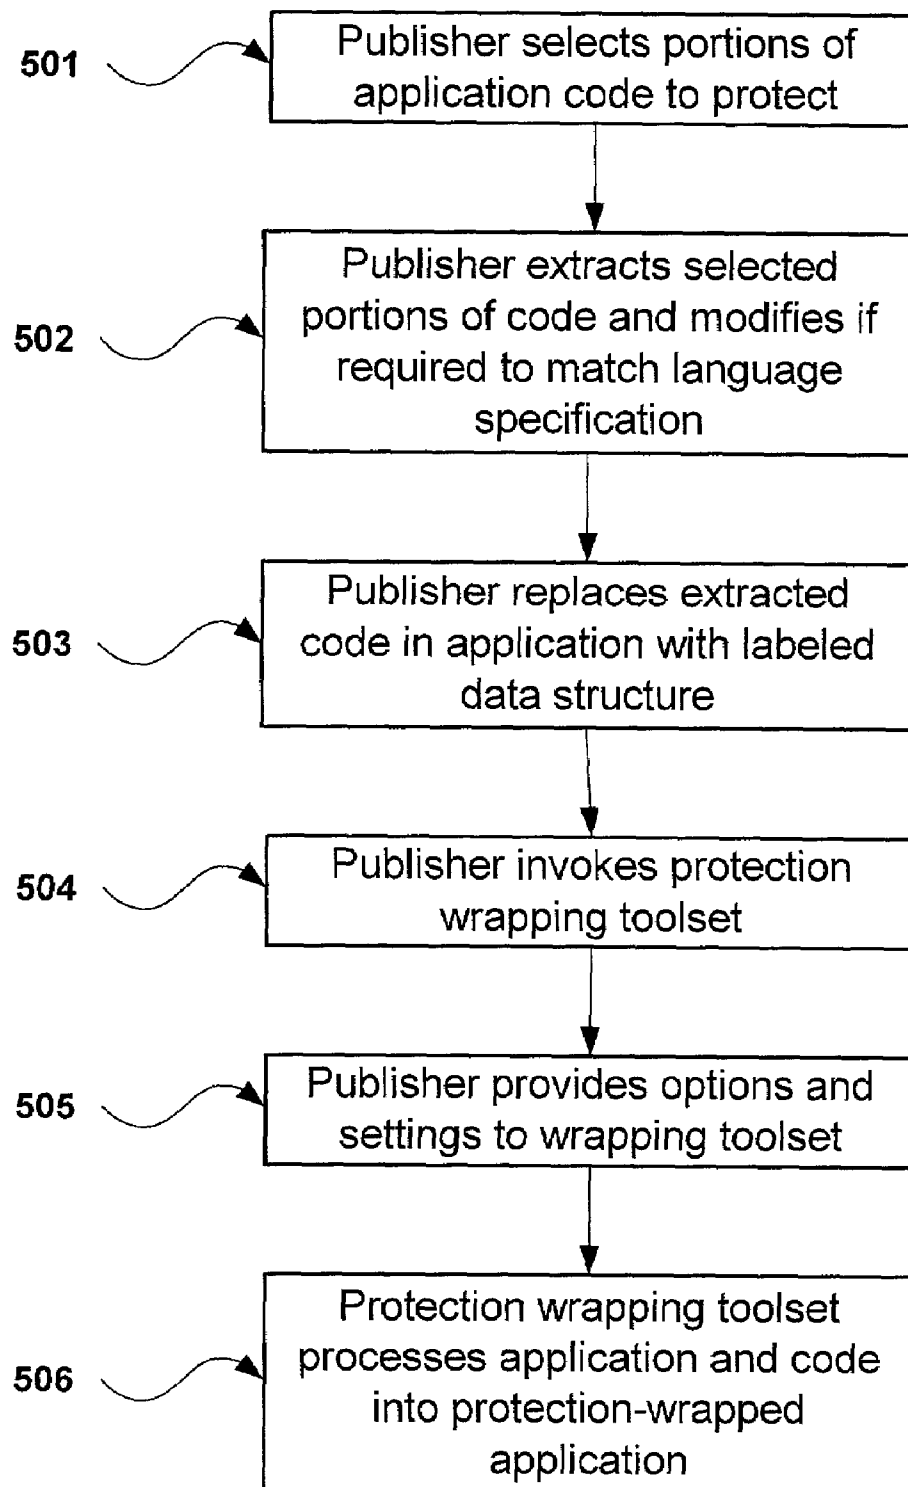 501
Publisher selects portions of
application code to protect
502
Publisher extracts selected
portions of code and modifies if
required to match language
specification
503
Publisher replaces extracted
code in application with labeled
data structure
504
Publisher invokes protection
wrapping toolset
505
Publisher provides options and
settings to wrapping toolset
506
Protection wrapping toolset
processes application and code
into protection-wrapped
application